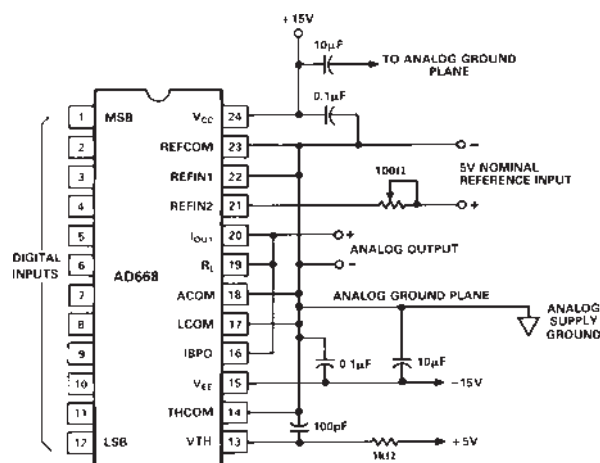 +15V
10µF
TO ANALOG GROUND
PLANE
0.1µF
1 MSB VCC 24
2 REFCOM 23
3 REFIN1 22
4 REFIN2 21
5 IOUT 20
6 RL 19
7 ACOM 18
8 LCOM 17
9 IBPO 16
10 VEE 15
11 THCOM 14
12 LSB VTH 13
DIGITAL
INPUTS
AD668
−
5V NOMINAL
REFERENCE INPUT
100Ω
+
+
ANALOG OUTPUT
−
ANALOG GROUND PLANE
ANALOG
SUPPLY
GROUND
0.1µF
10µF
−15V
100pF
+5V
1kΩ